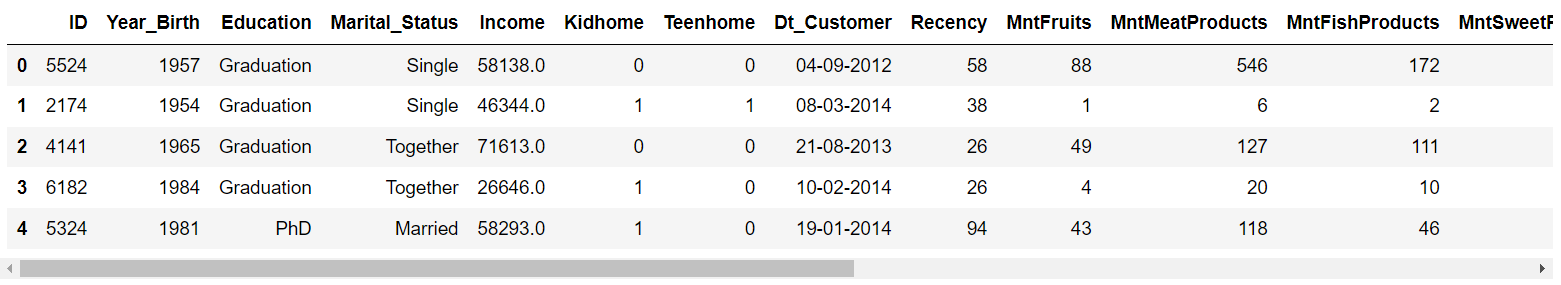 ID Year_Birth Education Marital_Status Income Kidhome Teenhome Dt_Customer Recency MntFruits MntMeatProducts MntFishProducts MntSweetF
0 5524 1957 Graduation Single 58138.0 0 0 04-09-2012 58 88 546 172
1 2174 1954 Graduation Single 46344.0 1 1 08-03-2014 38 1 6 2
2 4141 1965 Graduation Together 71613.0 0 0 21-08-2013 26 49 127 111
3 6182 1984 Graduation Together 26646.0 1 0 10-02-2014 26 4 20 10
4 5324 1981 PhD Married 58293.0 1 0 19-01-2014 94 43 118 46